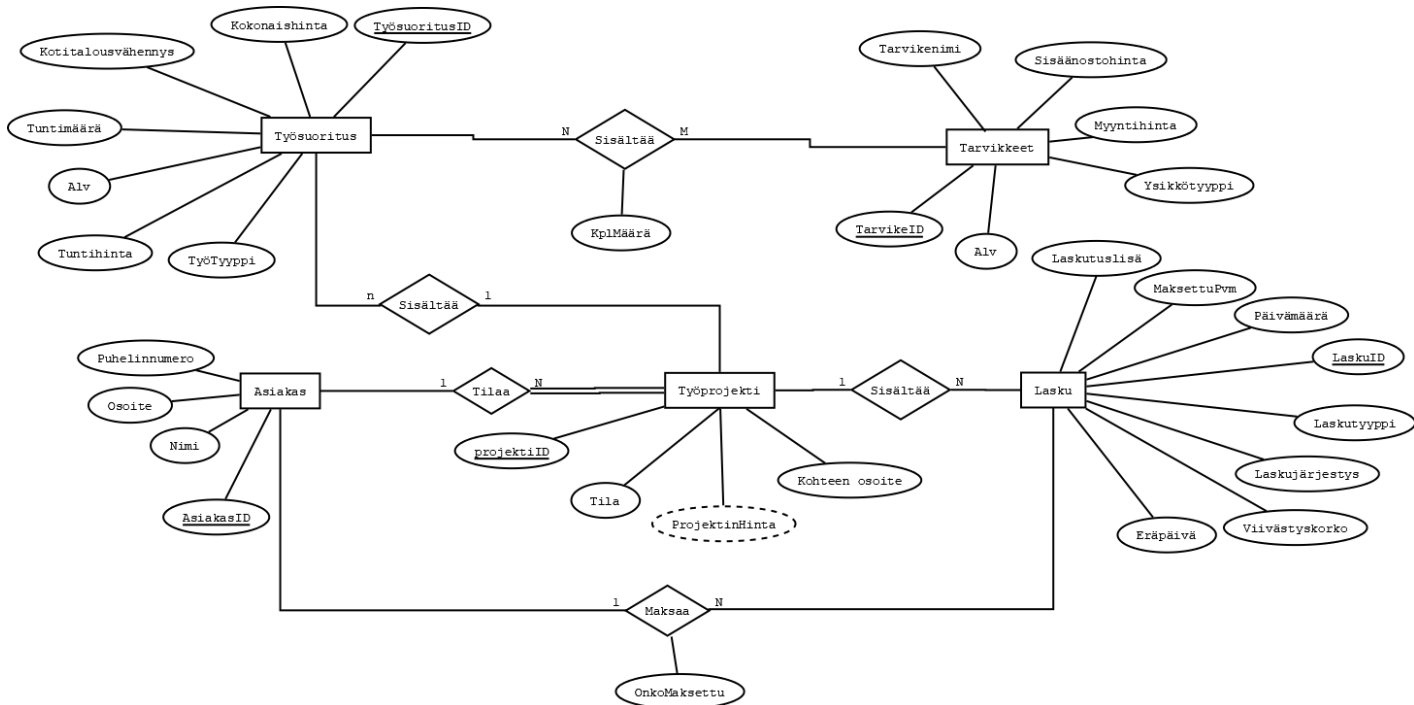 Kokonaishinta
TyösuoritusID
Kotitalousvähennys
Tarvikenimi
Sisäänostohinta
Tuntimäärä
Työsuoritus
N
Sisältää
M
Tarvikkeet
Myyntihinta
Alv
Ysikkötyyppi
Tuntihinta
TyöTyyppi
KplMäärä
TarvikeID
Alv
Laskutuslisä
n
Sisältää
1
MaksettuPvm
Päivämäärä
Puhelinnumero
LaskuID
Asiakas
1
Tilaa
N
Työprojekti
1
Sisältää
N
Lasku
Osoite
Laskutyyppi
Nimi
projektiID
Kohteen osoite
Laskujärjestys
AsiakasID
Tila
ProjektinHinta
Eräpäivä
Viivästyskorko
1
Maksaa
N
OnkoMaksettu